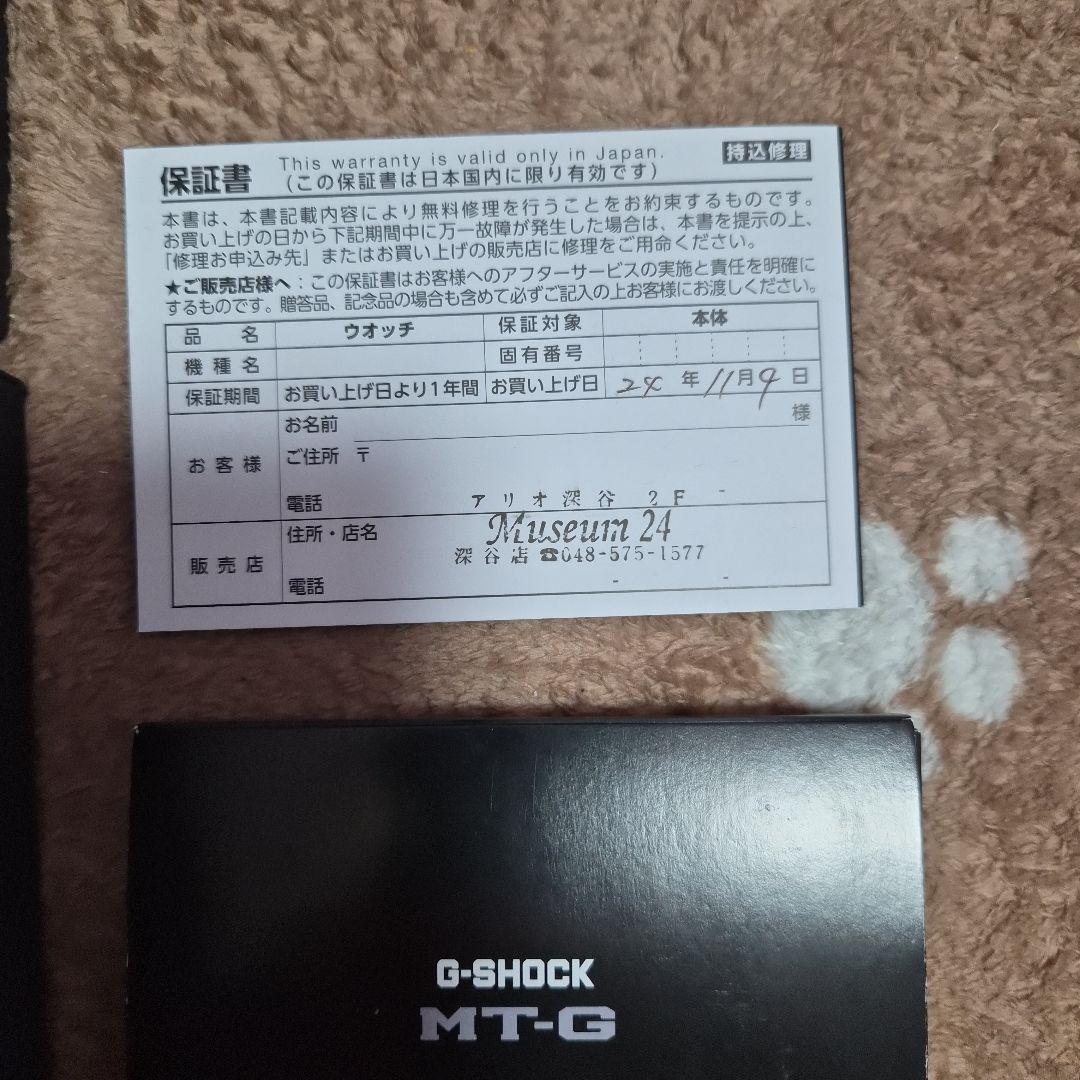 保証書 This warranty is valid only in Japan. 持込修理
(この保証書は日本国内に限り有効です)
本書は、本書記載内容により無料修理を行うことをお約束するものです。
お買い上げの日から下記期間中に万一故障が発生した場合は、本書を提示の上、
「修理お申込み先」またはお買い上げの販売店に修理をご用命ください。
★ご販売店様へ：この保証書はお客様へのアフターサービスの実施と責任を明確に
するものです。贈答品、記念品の場合も含めて必ずご記入の上お客様にお渡しください。
品名 ウオッチ 保証対象 本体
機種名 固有番号
保証期間 お買い上げ日より1年間 お買い上げ日 24年11月9日
お客様 お名前 様
ご住所 〒
電話 アリオ深谷 2F
住所・店名 Museum 24
販売店 深谷店 ☎048-575-1577
電話
G-SHOCK
MT-G